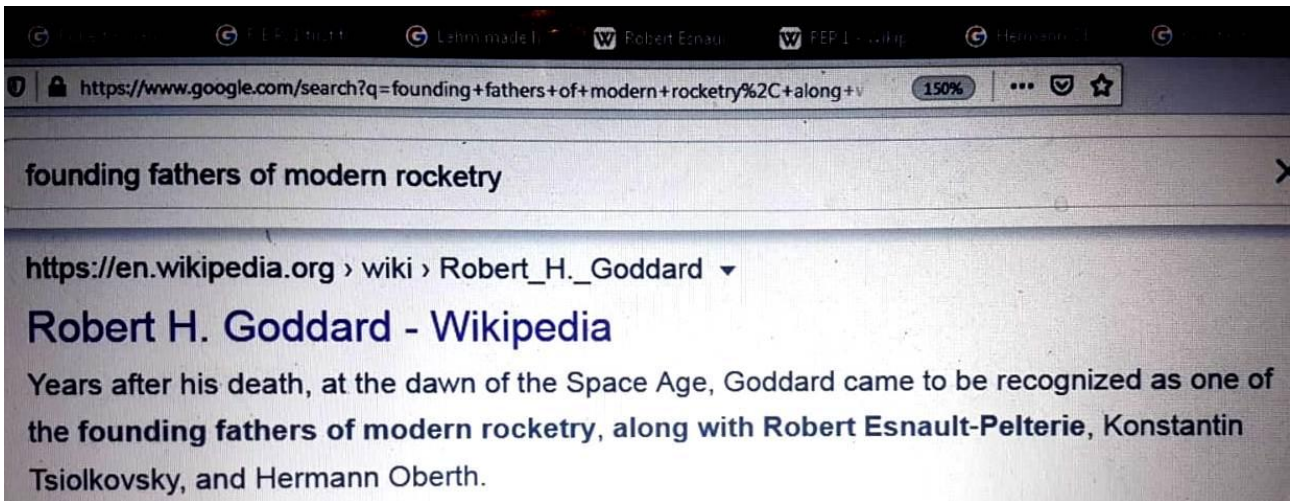 Robert Esnau
https://www.google.com/search?q=founding+fathers+of+modern+rocketry%2C+along+v 150%
founding fathers of modern rocketry
https://en.wikipedia.org › wiki › Robert_H._Goddard
Robert H. Goddard - Wikipedia
Years after his death, at the dawn of the Space Age, Goddard came to be recognized as one of
the founding fathers of modern rocketry, along with Robert Esnault-Pelterie, Konstantin
Tsiolkovsky, and Hermann Oberth.